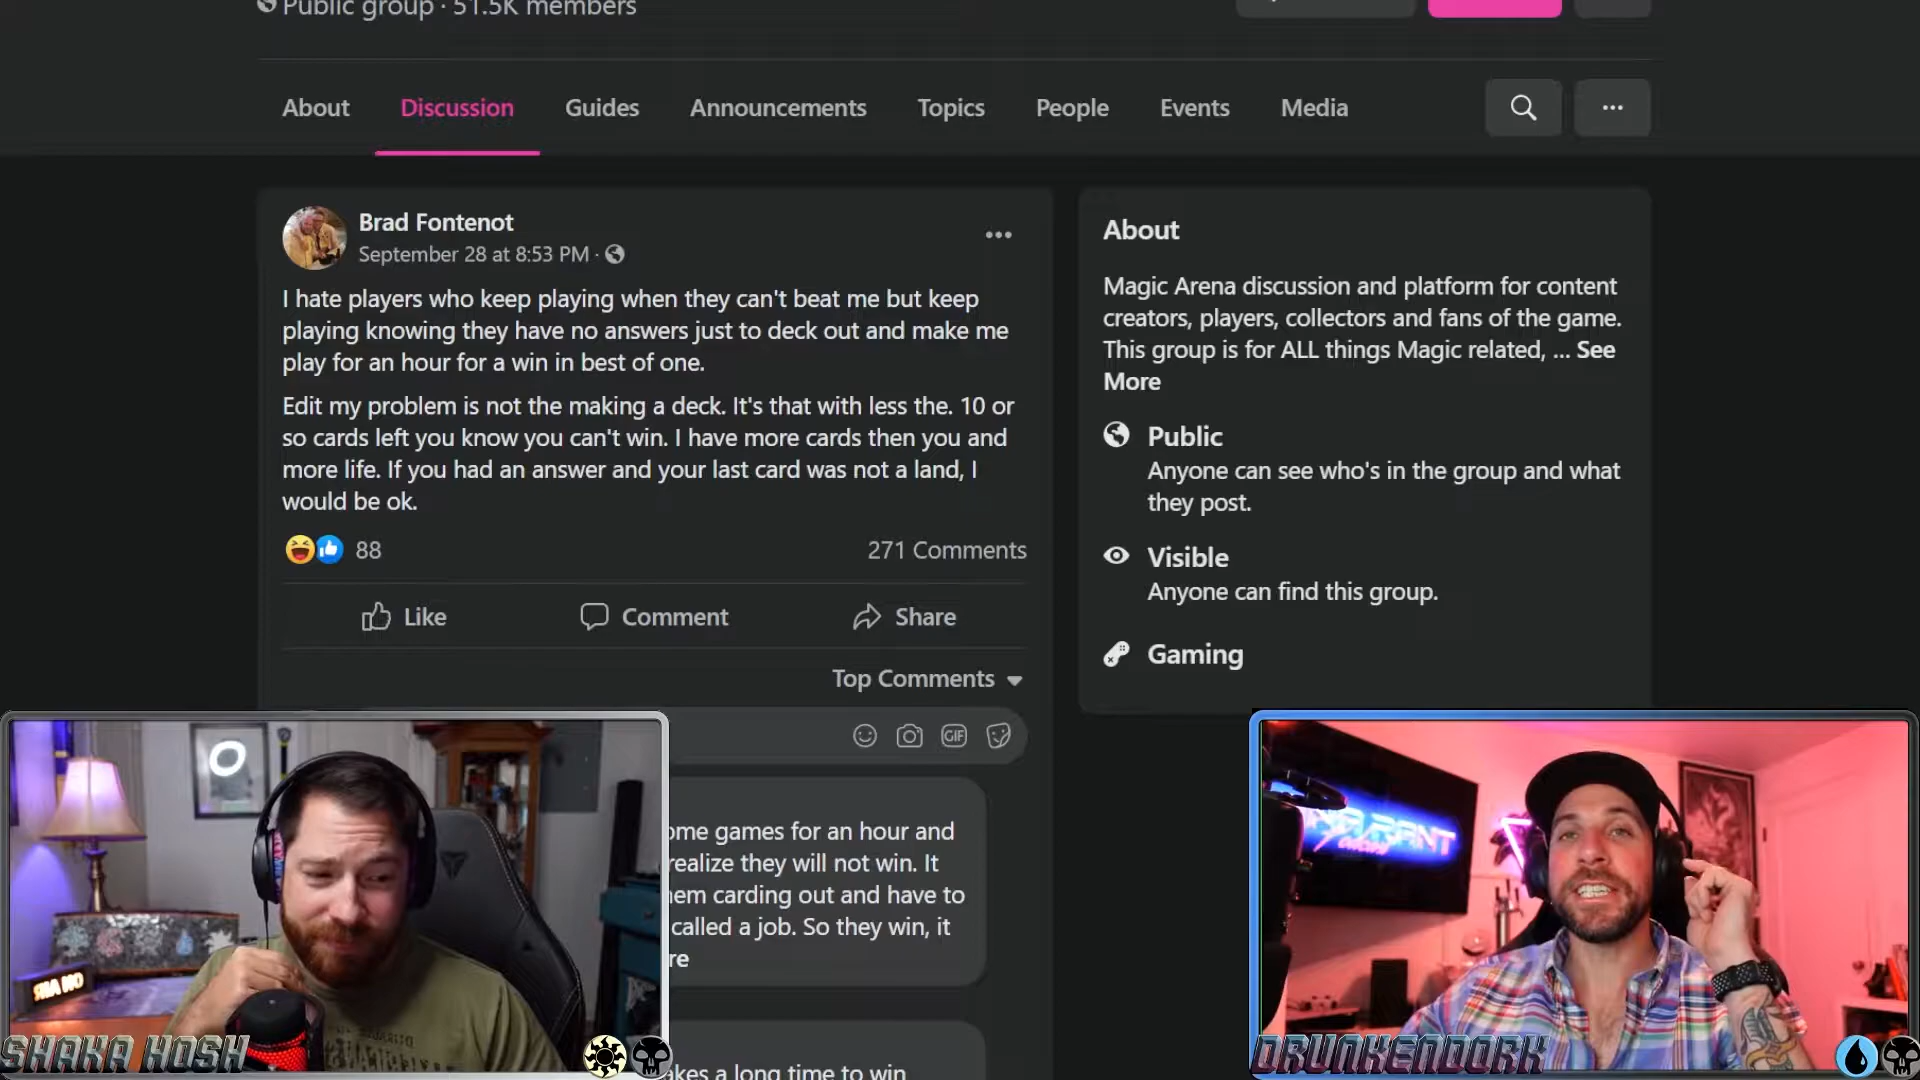 Public group · 51.5K members
About Discussion Guides Announcements Topics People Events Media
Brad Fontenot
September 28 at 8:53 PM ·
I hate players who keep playing when they can't beat me but keep
playing knowing they have no answers just to deck out and make me
play for an hour for a win in best of one.
Edit my problem is not the making a deck. It's that with less the. 10 or
so cards left you know you can't win. I have more cards then you and
more life. If you had an answer and your last card was not a land, I
would be ok.
88 271 Comments
Like Comment Share
Top Comments
GIF
ome games for an hour and
realize they will not win. It
em carding out and have to
called a job. So they win, it
re
akes a long time to win
About
Magic Arena discussion and platform for content
creators, players, collectors and fans of the game.
This group is for ALL things Magic related, ... See
More
Public
Anyone can see who's in the group and what
they post.
Visible
Anyone can find this group.
Gaming
SHAKA HOSH
RANT
DRUNKENDORK